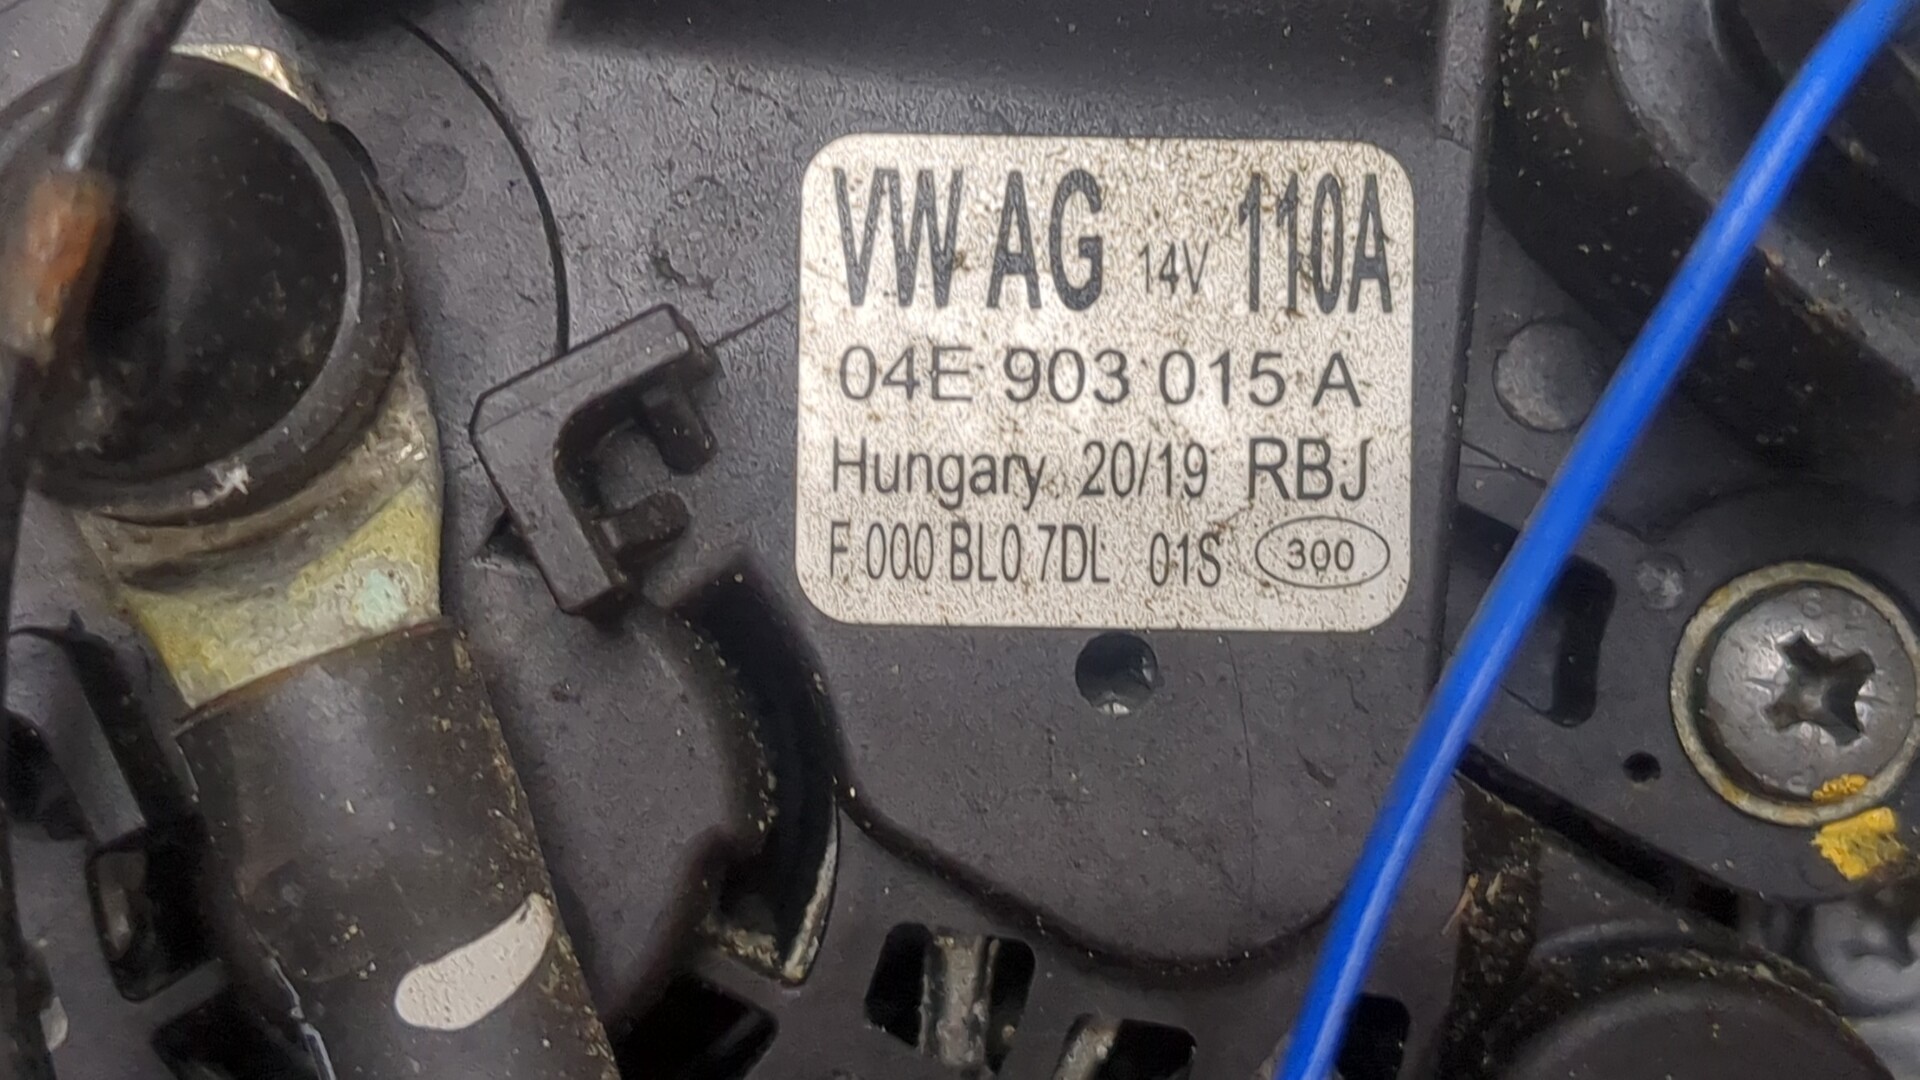 VW AG 14V 110A
04E 903 015 A
Hungary 20/19 RBJ
F 000 BL0 7DL 01S 300